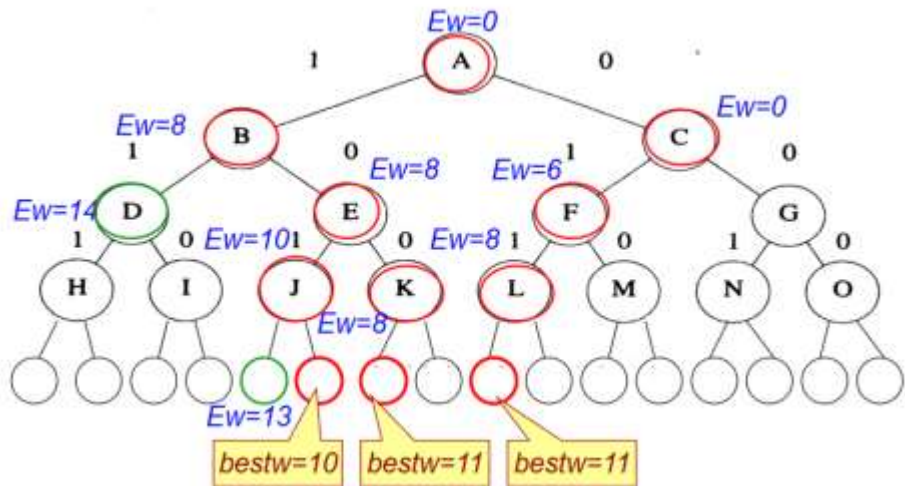 Ew=0
1 A 0
Ew=8 B C Ew=0
1 0 Ew=8 Ew=6 1 0
Ew=14 D E F G
1 0 Ew=10 1 0 Ew=8 1 0 1 0
H I J K L M N O
Ew=8
Ew=13
bestw=10 bestw=11 bestw=11